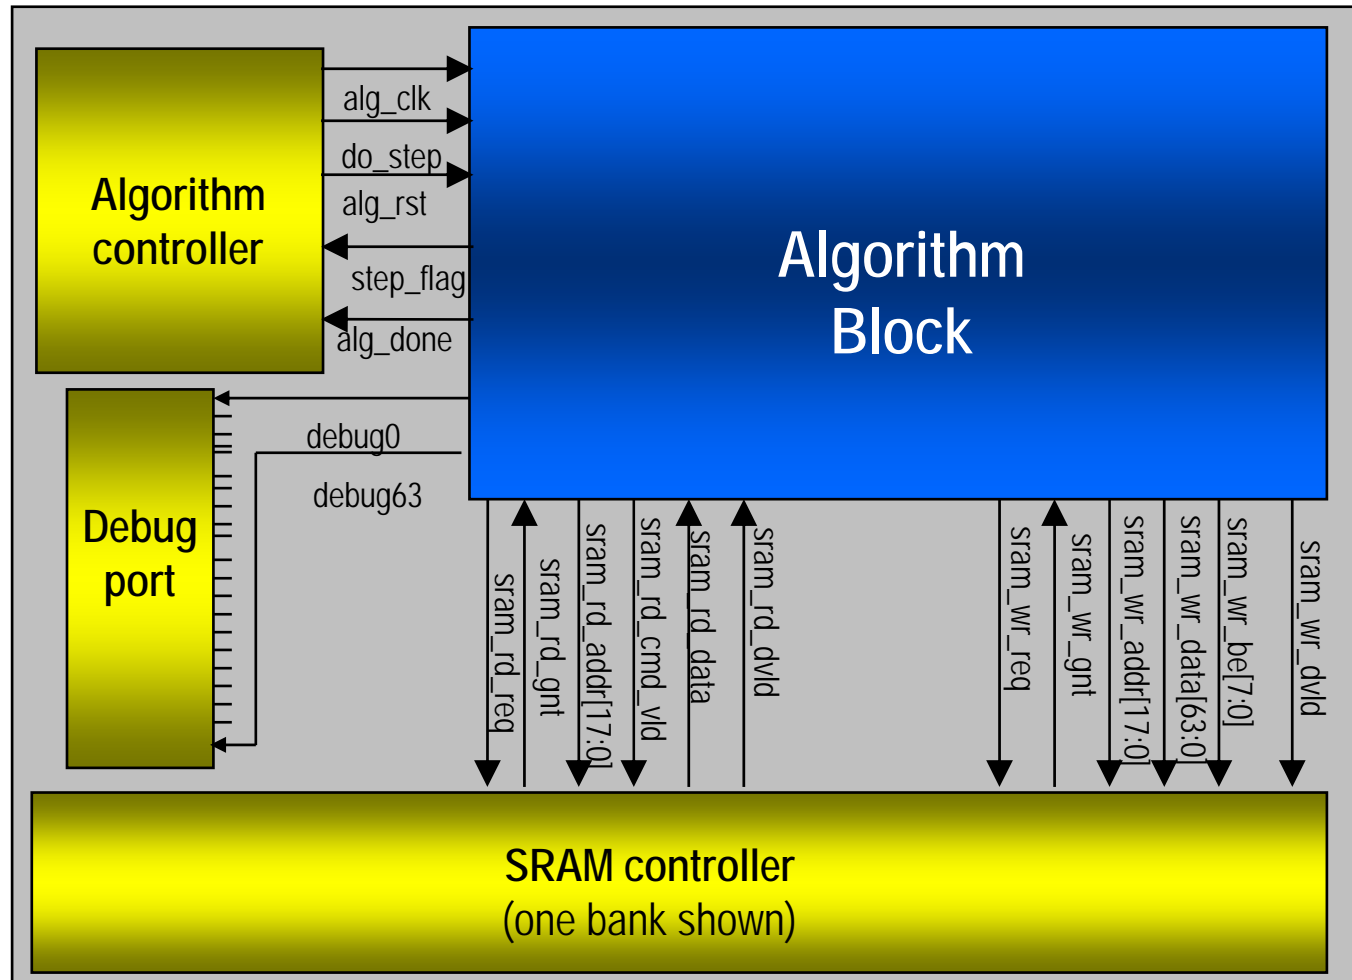 alg_clk
do_step
alg_rst
step_flag
alg_done
Algorithm
controller
Algorithm
Block
debug0
debug63
Debug
port
sram_rd_req
sram_rd_gnt
sram_rd_addr[17:0]
sram_rd_cmd_vld
sram_rd_data
sram_rd_dvld
sram_wr_req
sram_wr_gnt
sram_wr_addr[17:0]
sram_wr_data[63:0]
sram_wr_be[7:0]
sram_wr_dvld
SRAM controller
(one bank shown)